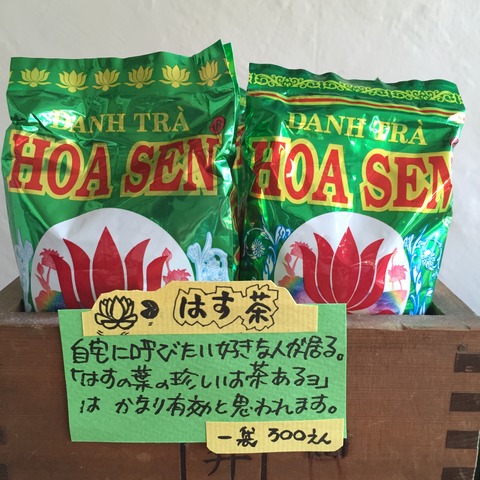 DANH TRÀ
HOA SEN
DANH TRÀ
HOA SEN
はす茶
自宅に呼びたい好きな人が居る。
「はすの葉の珍しいお茶あるヨ」
は かなり有効と思われます。
一袋 300えん